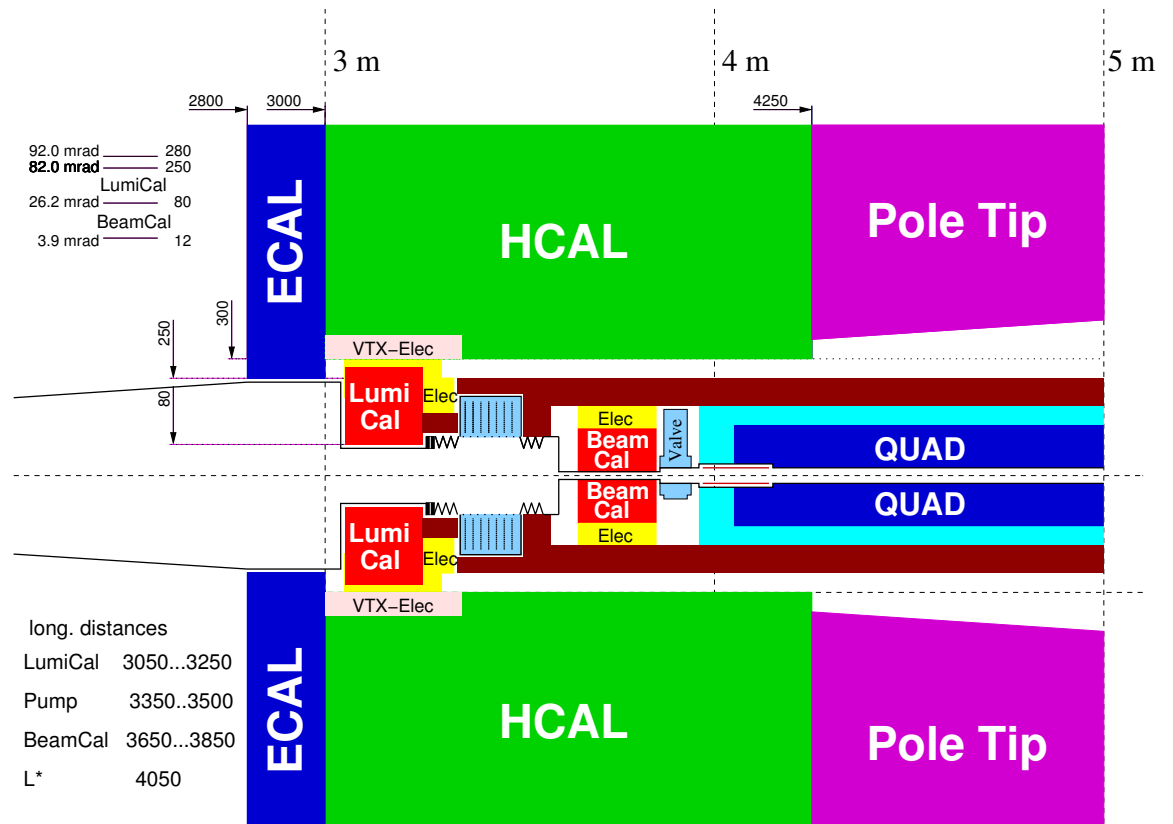 3 m
4 m
5 m
2800
3000
4250
92.0 mrad 280
82.0 mrad 250
LumiCal
26.2 mrad 80
BeamCal
3.9 mrad 12
ECAL
HCAL
Pole Tip
300
250
80
VTX−Elec
Lumi
Cal
Elec
Elec
Beam
Cal
Valve
QUAD
Beam
Cal
Elec
QUAD
Lumi
Cal
Elec
VTX−Elec
ECAL
HCAL
Pole Tip
long. distances
LumiCal 3050...3250
Pump 3350..3500
BeamCal 3650...3850
L* 4050